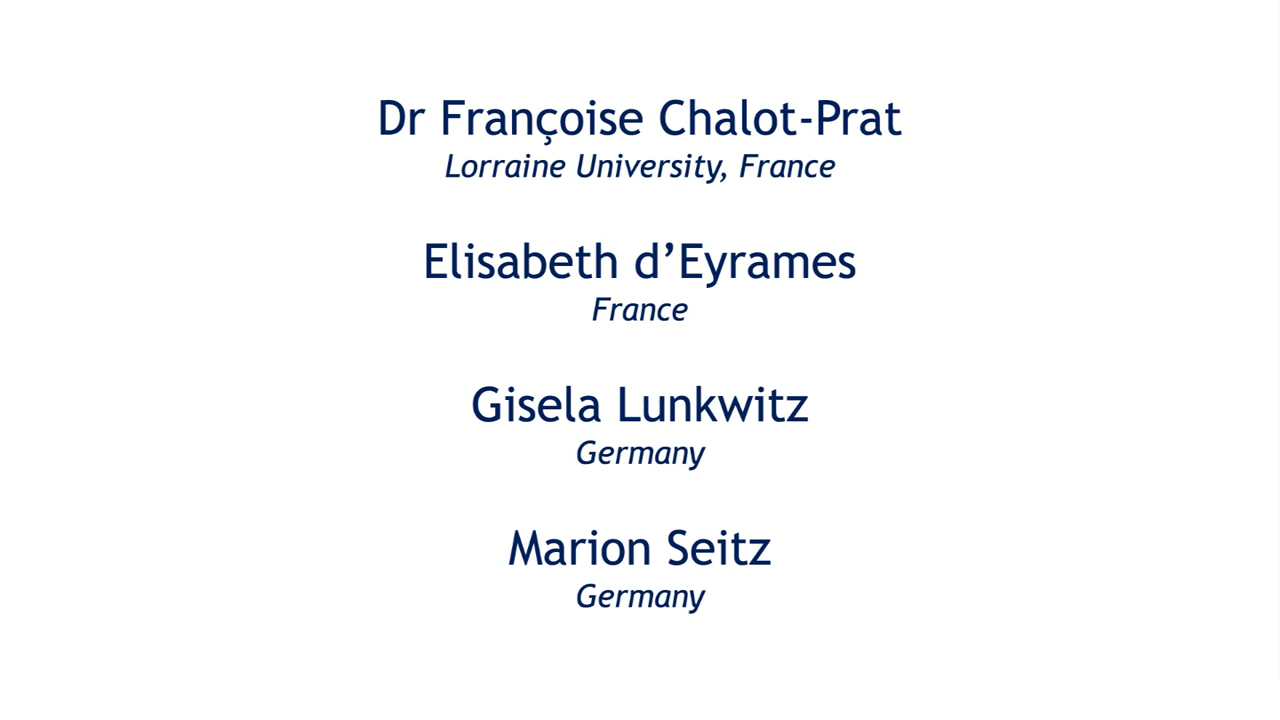 Dr Françoise Chalot-Prat
Lorraine University, France
Elisabeth d’Eyrames
France
Gisela Lunkwitz
Germany
Marion Seitz
Germany